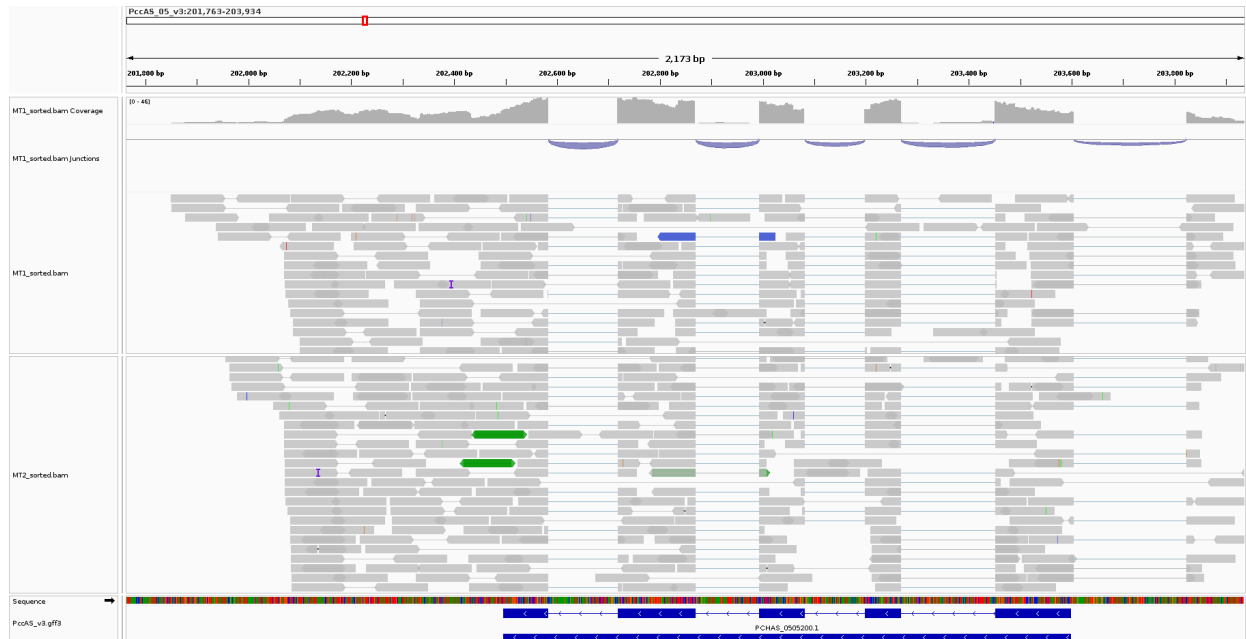 PccAS_05_v3:201,763-203,934
2,173 bp
201,800 bp 202,000 bp 202,200 bp 202,400 bp 202,600 bp 202,800 bp 203,000 bp 203,200 bp 203,400 bp 203,600 bp 203,800 bp
MT1_sorted.bam Coverage
[0 - 46]
MT1_sorted.bam Junctions
MT1_sorted.bam
MT2_sorted.bam
Sequence
PccAS_v3.gff3
PCHAS_0505200.1